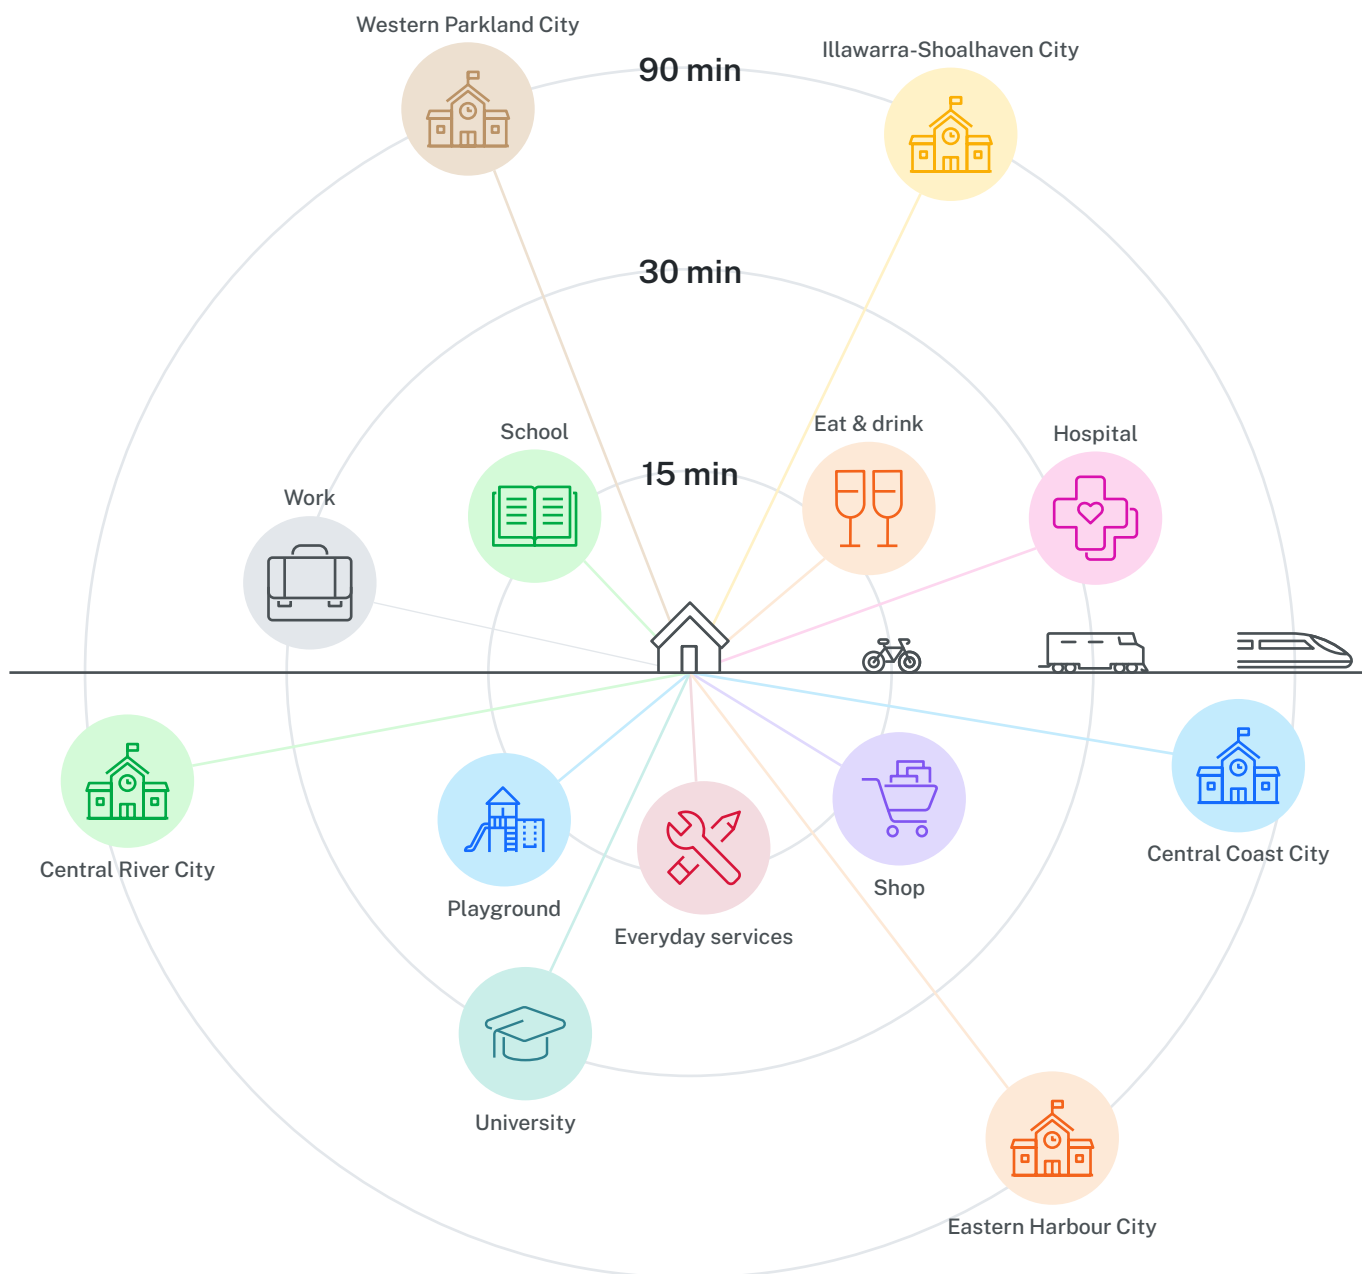 Western Parkland City
Illawarra-Shoalhaven City
90 min
30 min
School
Eat & drink
Hospital
15 min
Work
Central River City
Central Coast City
Playground
Everyday services
Shop
University
Eastern Harbour City